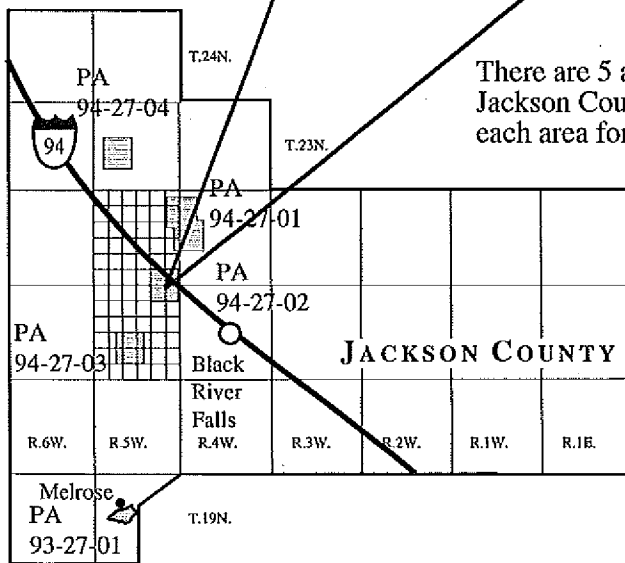 T.24N.
PA
94-27-04
There are 5 a
Jackson Cou
each area for
94
T.23N.
PA
94-27-01
PA
94-27-02
PA
94-27-03
JACKSON COUNTY
Black
River
Falls
R.6W. R.5W. R.4W. R.3W. R.2W. R.1W. R.1E.
Melrose
PA
93-27-01
T.19N.